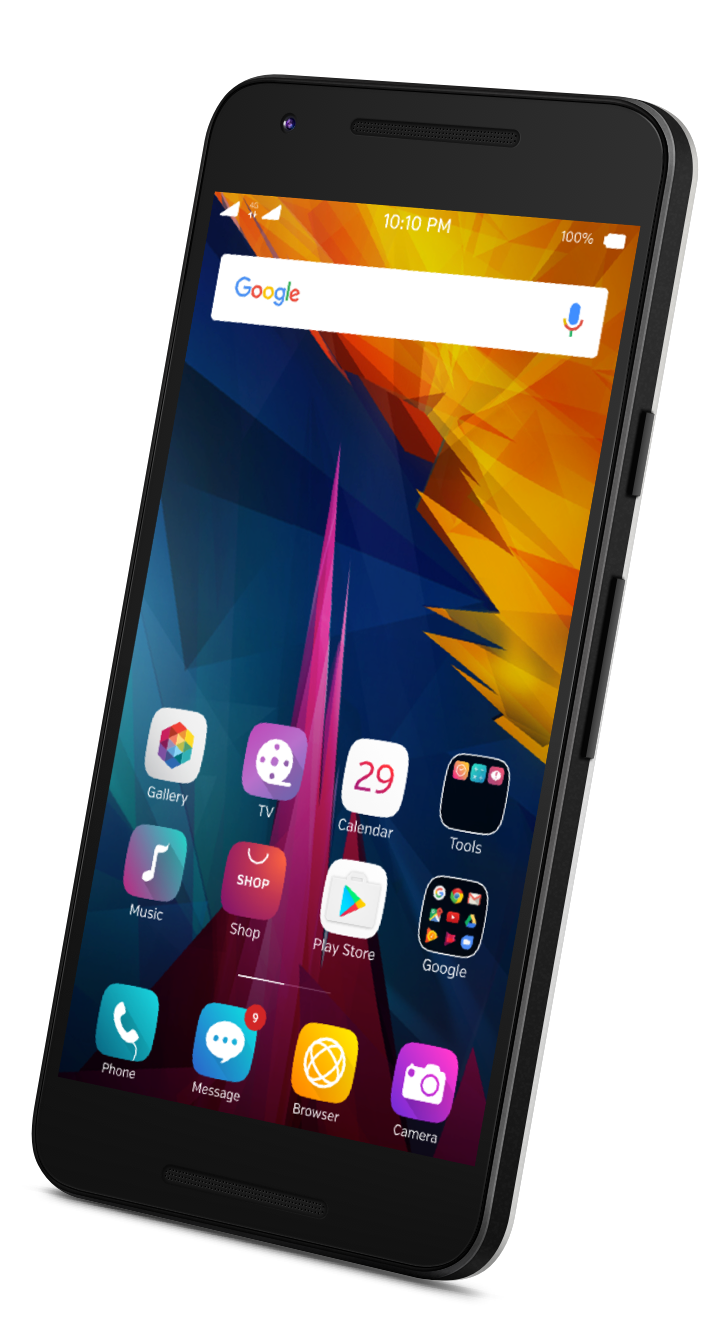 4G
10:10 PM
100%
Google
Gallery
TV
29
Calendar
Tools
Music
SHOP
Shop
Play Store
Google
9
Phone
Message
Browser
Camera